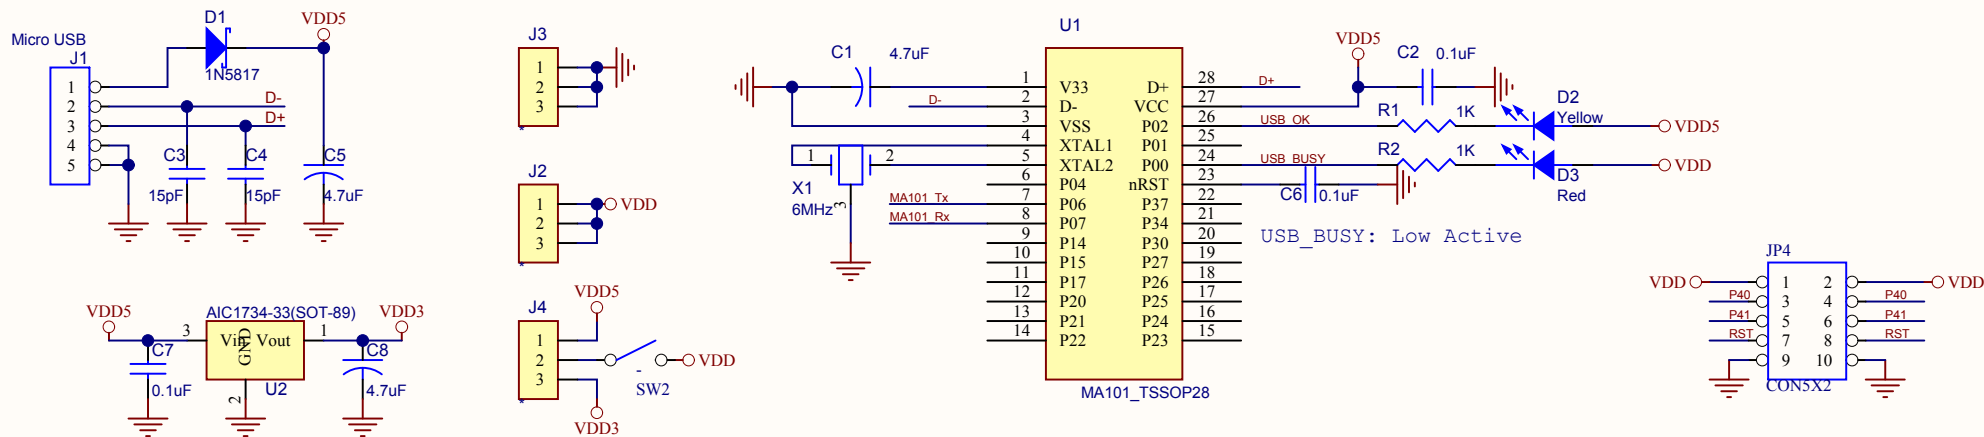 Micro USB
J1
1
2
3
4
5
D1
1N5817
VDD5
D-
D+
C3
15pF
C4
15pF
C5
4.7uF
VDD5
AIC1734-33(SOT-89)
VDD3
3
Vin
GND
Vout
1
2
U2
C7
0.1uF
C8
4.7uF
J3
1
2
3
*
J2
1
2
3
*
VDD
J4
1
2
3
*
VDD5
VDD
-
SW2
VDD3
C1
4.7uF
D-
1
2
X1
6MHz
3
MA101_Tx
MA101_Rx
U1
1 V33
2 D-
3 VSS
4 XTAL1
5 XTAL2
6 P04
7 P06
8 P07
9 P14
10 P15
11 P17
12 P20
13 P21
14 P22
D+ 28
VCC 27
P02 26
P01 25
P00 24
nRST 23
P37 22
P34 21
P30 20
P27 19
P26 18
P25 17
P24 16
P23 15
MA101_TSSOP28
D+
VDD5
C2
0.1uF
USB_OK
R1
1K
D2
Yellow
VDD5
USB_BUSY
R2
1K
D3
Red
VDD
C6
0.1uF
USB_BUSY: Low Active
JP4
VDD
1
2
VDD
P40
3
4
P40
P41
5
6
P41
RST
7
8
RST
9
10
CON5X2